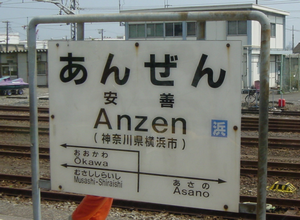 あんぜん
安善
Anzen
(神奈川県横浜市)
浜
おおかわ
Ōkawa
むさししらいし
Musashi-Shiraishi
あさの
Asano